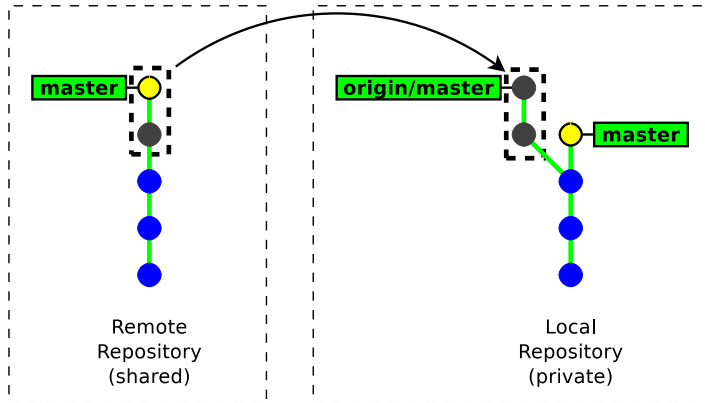 master
origin/master
master
Remote
Repository
(shared)
Local
Repository
(private)